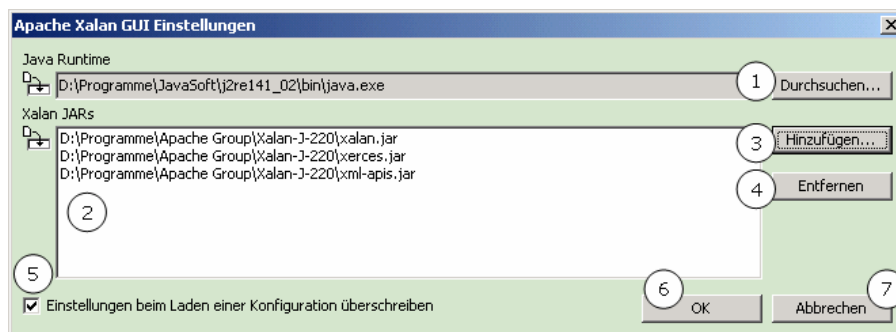 Apache Xalan GUI Einstellungen
Java Runtime
D:\Programme\JavaSoft\j2re141_02\bin\java.exe
1
Durchsuchen...
Xalan JARs
D:\Programme\Apache Group\Xalan-J-220\xalan.jar
D:\Programme\Apache Group\Xalan-J-220\xerces.jar
D:\Programme\Apache Group\Xalan-J-220\xml-apis.jar
2
3
Hinzufügen...
4
Entfernen
5
Einstellungen beim Laden einer Konfiguration überschreiben
6
OK
7
Abbrechen